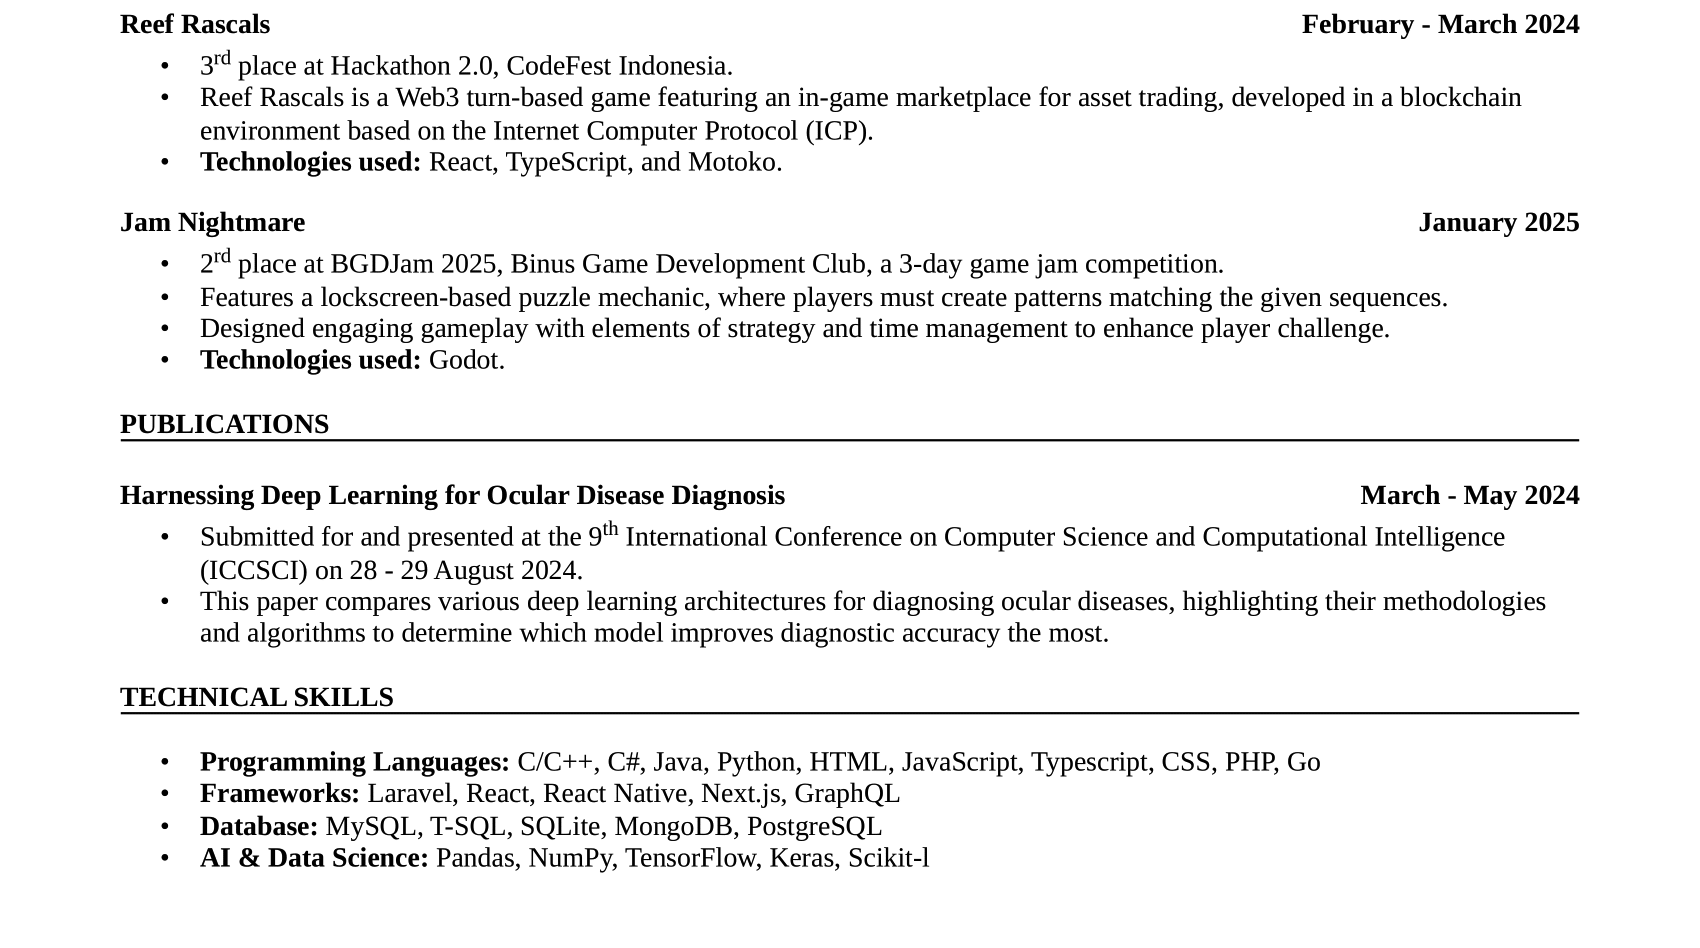 Reef Rascals February - March 2024
• 3rd place at Hackathon 2.0, CodeFest Indonesia.
• Reef Rascals is a Web3 turn-based game featuring an in-game marketplace for asset trading, developed in a blockchain
environment based on the Internet Computer Protocol (ICP).
• Technologies used: React, TypeScript, and Motoko.
Jam Nightmare January 2025
• 2rd place at BGDJam 2025, Binus Game Development Club, a 3-day game jam competition.
• Features a lockscreen-based puzzle mechanic, where players must create patterns matching the given sequences.
• Designed engaging gameplay with elements of strategy and time management to enhance player challenge.
• Technologies used: Godot.
PUBLICATIONS
Harnessing Deep Learning for Ocular Disease Diagnosis March - May 2024
• Submitted for and presented at the 9th International Conference on Computer Science and Computational Intelligence
(ICCSCI) on 28 - 29 August 2024.
• This paper compares various deep learning architectures for diagnosing ocular diseases, highlighting their methodologies
and algorithms to determine which model improves diagnostic accuracy the most.
TECHNICAL SKILLS
• Programming Languages: C/C++, C#, Java, Python, HTML, JavaScript, Typescript, CSS, PHP, Go
• Frameworks: Laravel, React, React Native, Next.js, GraphQL
• Database: MySQL, T-SQL, SQLite, MongoDB, PostgreSQL
• AI & Data Science: Pandas, NumPy, TensorFlow, Keras, Scikit-l